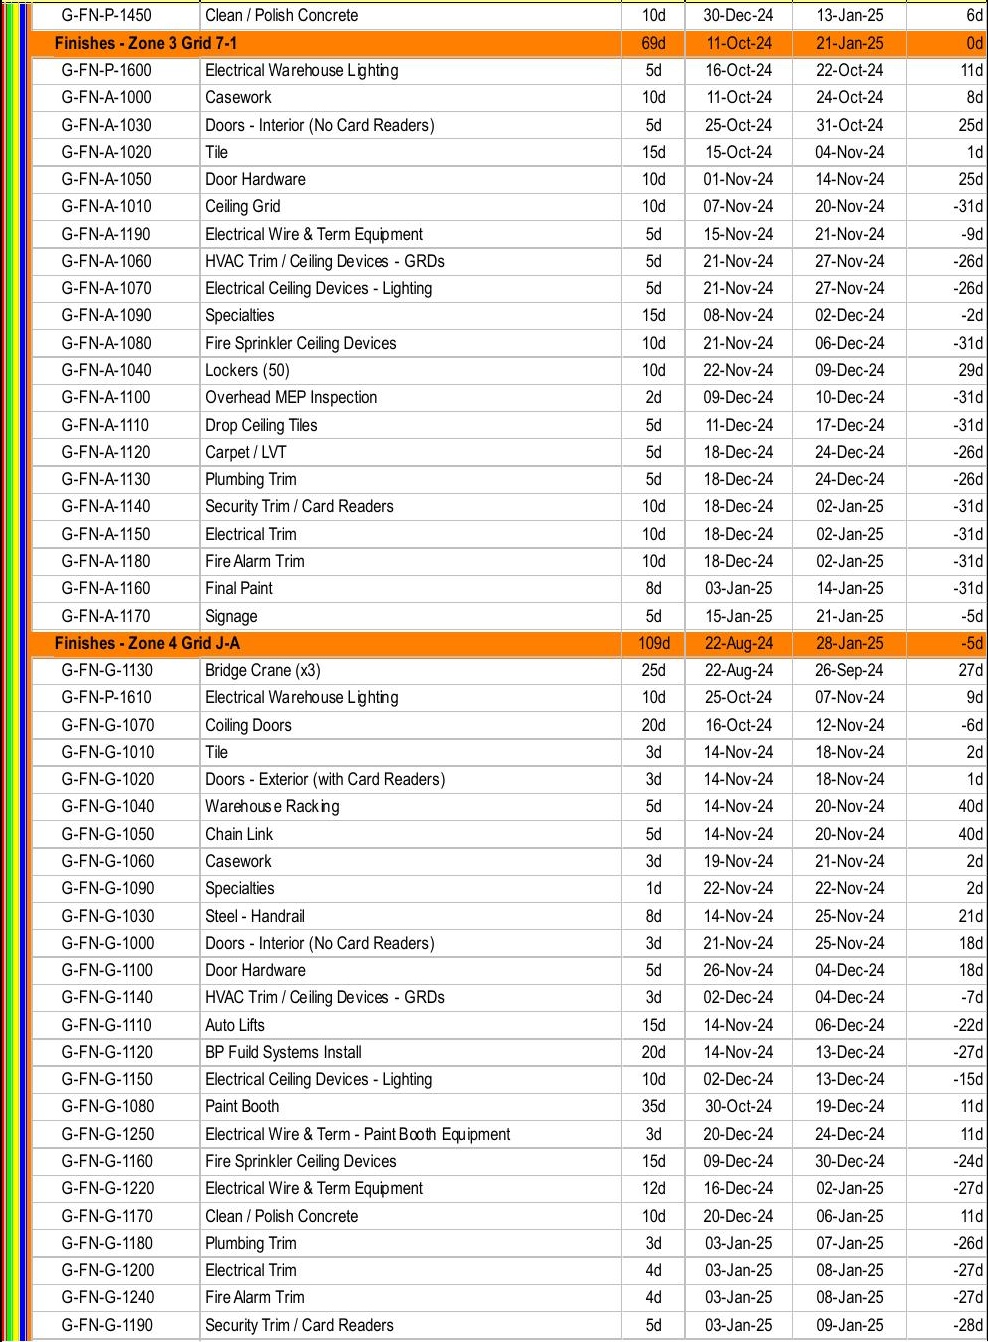 G-FN-P-1450 Clean / Polish Concrete 10d 30-Dec-24 13-Jan-25 6d
Finishes - Zone 3 Grid 7-1 69d 11-Oct-24 21-Jan-25 0d
G-FN-P-1600 Electrical Warehouse Lighting 5d 16-Oct-24 22-Oct-24 11d
G-FN-A-1000 Casework 10d 11-Oct-24 24-Oct-24 8d
G-FN-A-1030 Doors - Interior (No Card Readers) 5d 25-Oct-24 31-Oct-24 25d
G-FN-A-1020 Tile 15d 15-Oct-24 04-Nov-24 1d
G-FN-A-1050 Door Hardware 10d 01-Nov-24 14-Nov-24 25d
G-FN-A-1010 Ceiling Grid 10d 07-Nov-24 20-Nov-24 -31d
G-FN-A-1190 Electrical Wire & Term Equipment 5d 15-Nov-24 21-Nov-24 -9d
G-FN-A-1060 HVAC Trim / Ceiling Devices - GRDs 5d 21-Nov-24 27-Nov-24 -26d
G-FN-A-1070 Electrical Ceiling Devices - Lighting 5d 21-Nov-24 27-Nov-24 -26d
G-FN-A-1090 Specialties 15d 08-Nov-24 02-Dec-24 -2d
G-FN-A-1080 Fire Sprinkler Ceiling Devices 10d 21-Nov-24 06-Dec-24 -31d
G-FN-A-1040 Lockers (50) 10d 22-Nov-24 09-Dec-24 29d
G-FN-A-1100 Overhead MEP Inspection 2d 09-Dec-24 10-Dec-24 -31d
G-FN-A-1110 Drop Ceiling Tiles 5d 11-Dec-24 17-Dec-24 -31d
G-FN-A-1120 Carpet / LVT 5d 18-Dec-24 24-Dec-24 -26d
G-FN-A-1130 Plumbing Trim 5d 18-Dec-24 24-Dec-24 -26d
G-FN-A-1140 Security Trim / Card Readers 10d 18-Dec-24 02-Jan-25 -31d
G-FN-A-1150 Electrical Trim 10d 18-Dec-24 02-Jan-25 -31d
G-FN-A-1180 Fire Alarm Trim 10d 18-Dec-24 02-Jan-25 -31d
G-FN-A-1160 Final Paint 8d 03-Jan-25 14-Jan-25 -31d
G-FN-A-1170 Signage 5d 15-Jan-25 21-Jan-25 -5d
Finishes - Zone 4 Grid J-A 109d 22-Aug-24 28-Jan-25 -5d
G-FN-G-1130 Bridge Crane (x3) 25d 22-Aug-24 26-Sep-24 27d
G-FN-P-1610 Electrical Warehouse Lighting 10d 25-Oct-24 07-Nov-24 9d
G-FN-G-1070 Coiling Doors 20d 16-Oct-24 12-Nov-24 -6d
G-FN-G-1010 Tile 3d 14-Nov-24 18-Nov-24 2d
G-FN-G-1020 Doors - Exterior (with Card Readers) 3d 14-Nov-24 18-Nov-24 1d
G-FN-G-1040 Warehouse Racking 5d 14-Nov-24 20-Nov-24 40d
G-FN-G-1050 Chain Link 5d 14-Nov-24 20-Nov-24 40d
G-FN-G-1060 Casework 3d 19-Nov-24 21-Nov-24 2d
G-FN-G-1090 Specialties 1d 22-Nov-24 22-Nov-24 2d
G-FN-G-1030 Steel - Handrail 8d 14-Nov-24 25-Nov-24 21d
G-FN-G-1000 Doors - Interior (No Card Readers) 3d 21-Nov-24 25-Nov-24 18d
G-FN-G-1100 Door Hardware 5d 26-Nov-24 04-Dec-24 18d
G-FN-G-1140 HVAC Trim / Ceiling Devices - GRDs 3d 02-Dec-24 04-Dec-24 -7d
G-FN-G-1110 Auto Lifts 15d 14-Nov-24 06-Dec-24 -22d
G-FN-G-1120 BP Fuild Systems Install 20d 14-Nov-24 13-Dec-24 -27d
G-FN-G-1150 Electrical Ceiling Devices - Lighting 10d 02-Dec-24 13-Dec-24 -15d
G-FN-G-1080 Paint Booth 35d 30-Oct-24 19-Dec-24 11d
G-FN-G-1250 Electrical Wire & Term - Paint Booth Equipment 3d 20-Dec-24 24-Dec-24 11d
G-FN-G-1160 Fire Sprinkler Ceiling Devices 15d 09-Dec-24 30-Dec-24 -24d
G-FN-G-1220 Electrical Wire & Term Equipment 12d 16-Dec-24 02-Jan-25 -27d
G-FN-G-1170 Clean / Polish Concrete 10d 20-Dec-24 06-Jan-25 11d
G-FN-G-1180 Plumbing Trim 3d 03-Jan-25 07-Jan-25 -26d
G-FN-G-1200 Electrical Trim 4d 03-Jan-25 08-Jan-25 -27d
G-FN-G-1240 Fire Alarm Trim 4d 03-Jan-25 08-Jan-25 -27d
G-FN-G-1190 Security Trim / Card Readers 5d 03-Jan-25 09-Jan-25 -28d